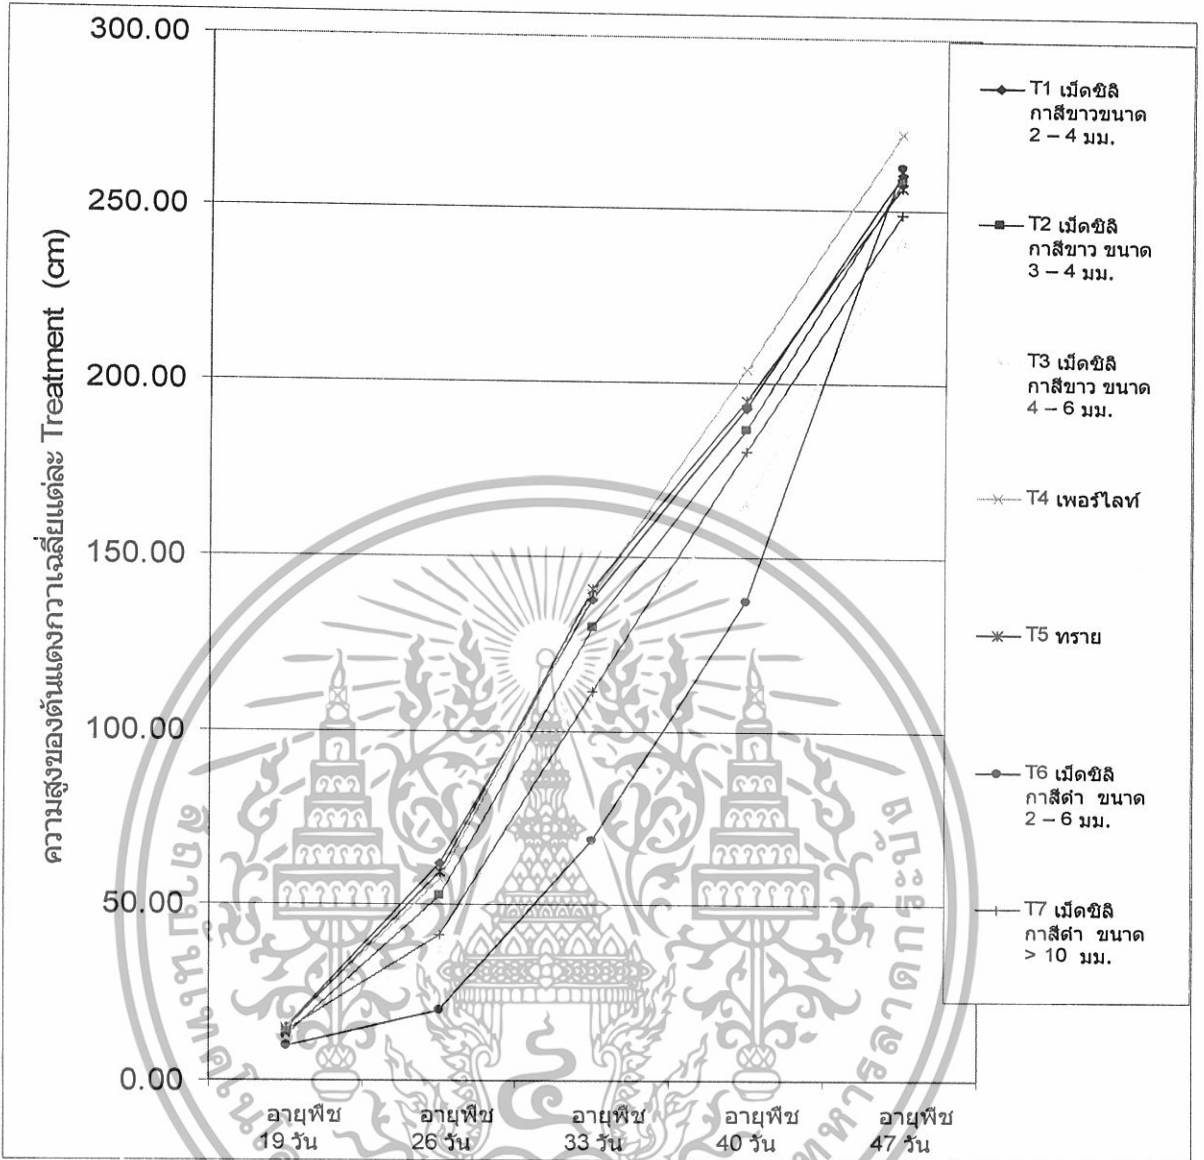 300.00
250.00
200.00
150.00
100.00
50.00
0.00
ความสูงของต้นแตงกวาเฉลี่ยแต่ละ Treatment (cm)
อายุพืช
19 วัน
อายุพืช
26 วัน
อายุพืช
33 วัน
อายุพืช
40 วัน
อายุพืช
47 วัน
T1 เม็ดซิลิ
กาสีขาวขนาด
2 – 4 มม.
T2 เม็ดซิลิ
กาสีขาว ขนาด
3 – 4 มม.
T3 เม็ดซิลิ
กาสีขาว ขนาด
4 – 6 มม.
T4 เพอร์ไลท์
T5 ทราย
T6 เม็ดซิลิ
กาสีดำ ขนาด
2 – 6 มม.
T7 เม็ดซิลิ
กาสีดำ ขนาด
> 10 มม.